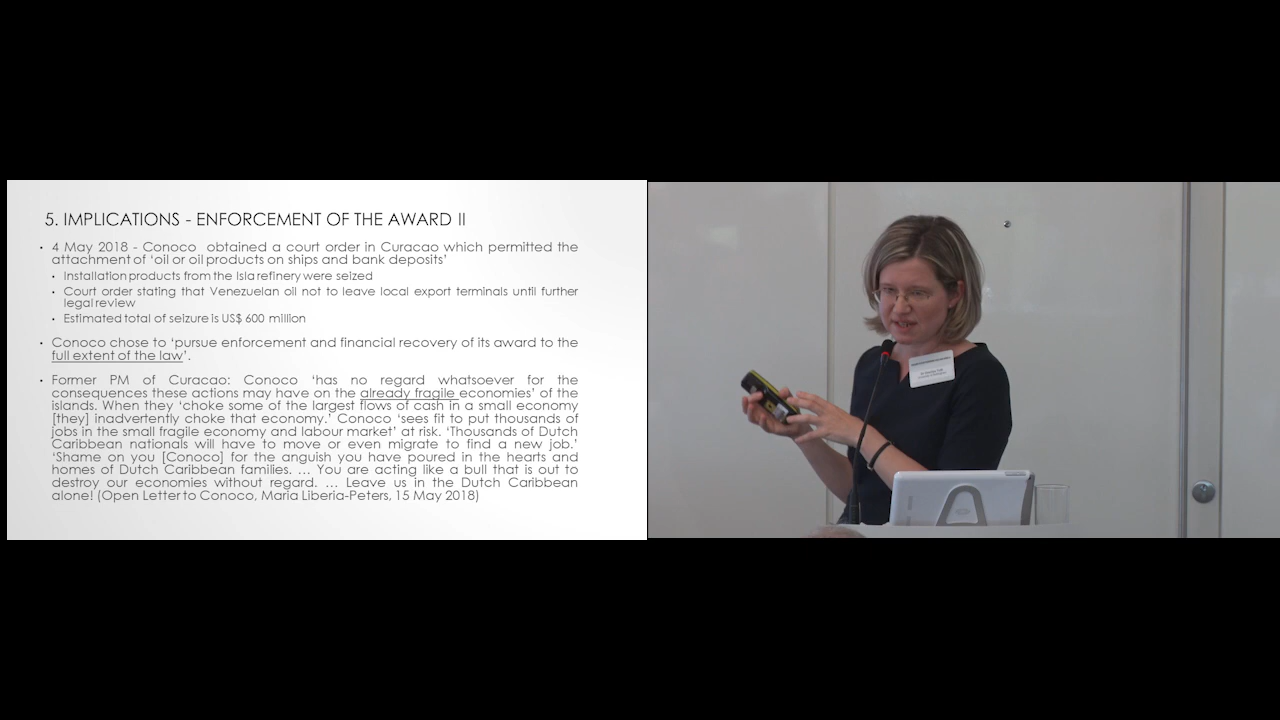 5. IMPLICATIONS - ENFORCEMENT OF THE AWARD II
• 4 May 2018 - Conoco obtained a court order in Curacao which permitted the
attachment of 'oil or oil products on ships and bank deposits'
• Installation products from the Isla refinery were seized
• Court order stating that Venezuelan oil not to leave local export terminals until further
legal review
• Estimated total of seizure is US$ 600 million
• Conoco chose to 'pursue enforcement and financial recovery of its award to the
full extent of the law'.
• Former PM of Curacao: Conoco 'has no regard whatsoever for the
consequences these actions may have on the already fragile economies' of the
islands. When they 'choke some of the largest flows of cash in a small economy
[they] inadvertently choke that economy.' Conoco 'sees fit to put thousands of
jobs in the small fragile economy and labour market' at risk. 'Thousands of Dutch
Caribbean nationals will have to move or even migrate to find a new job.'
'Shame on you [Conoco] for the anguish you have poured in the hearts and
homes of Dutch Caribbean families. … You are acting like a bull that is out to
destroy our economies without regard. … Leave us in the Dutch Caribbean
alone! (Open Letter to Conoco, Maria Liberia-Peters, 15 May 2018)